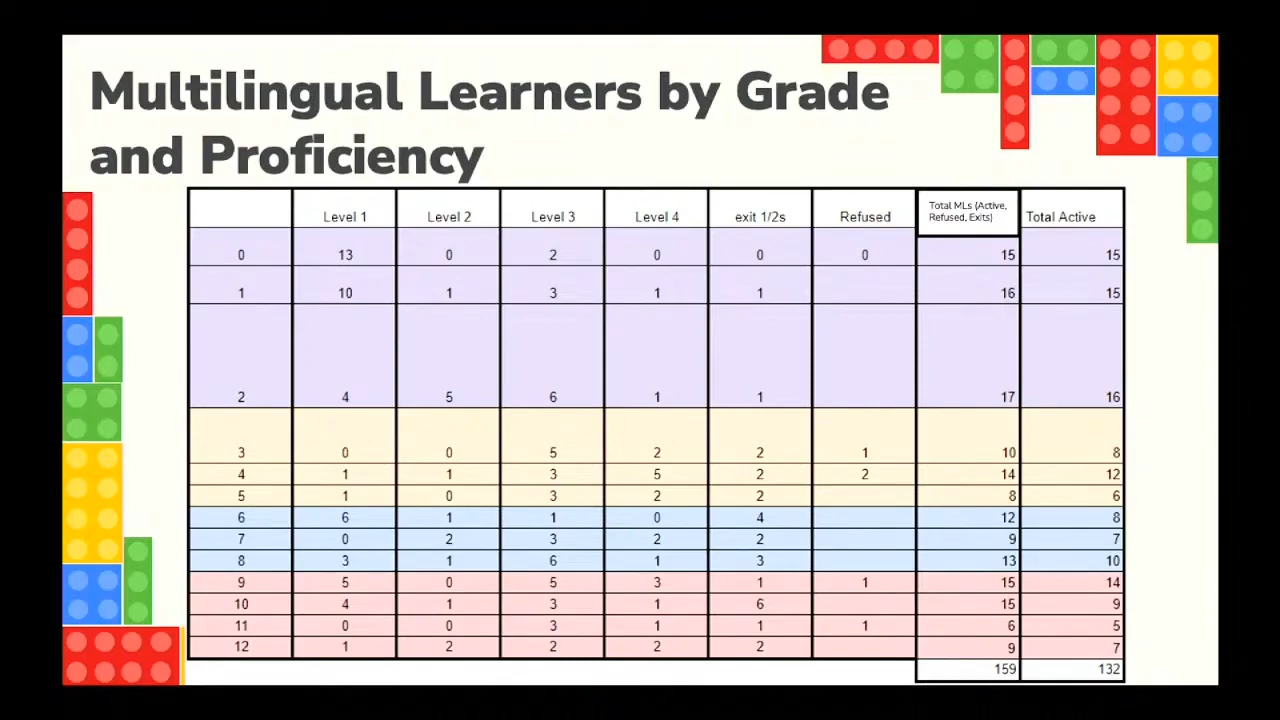 Multilingual Learners by Grade
and Proficiency
Level 1 Level 2 Level 3 Level 4 exit 1/2s Refused Total MLs (Active, Refused, Exits) Total Active
0 13 0 2 0 0 0 15 15
1 10 1 3 1 1 16 15
2 4 5 6 1 1 17 16
3 0 0 5 2 2 1 10 8
4 1 1 3 5 2 2 14 12
5 1 0 3 2 2 8 6
6 6 1 1 0 4 12 8
7 0 2 3 2 2 9 7
8 3 1 6 1 3 13 10
9 5 0 5 3 1 1 15 14
10 4 1 3 1 6 15 9
11 0 0 3 1 1 1 6 5
12 1 2 2 2 2 9 7
159 132